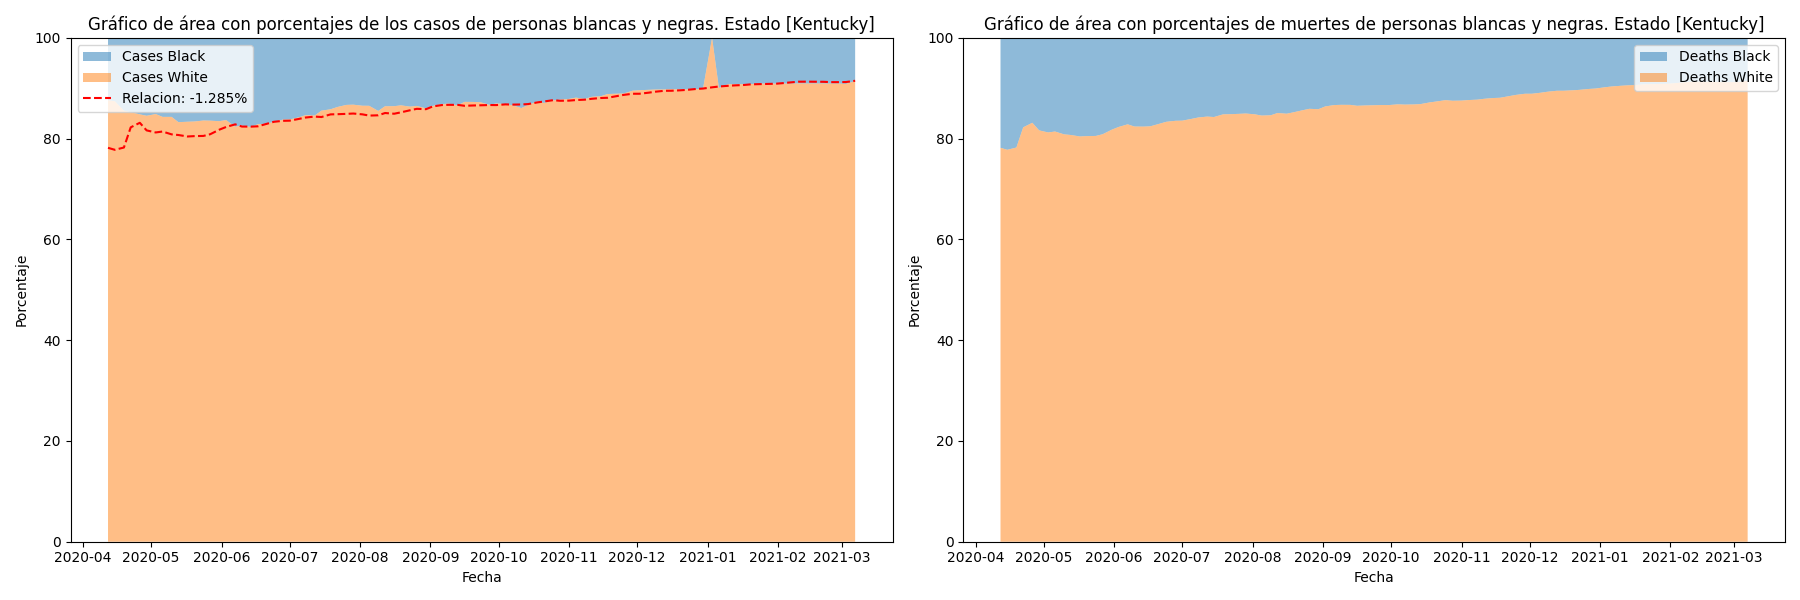 Gráfico de área con porcentajes de los casos de personas blancas y negras. Estado [Kentucky]
Porcentaje
100
80
60
40
20
0
Cases Black
Cases White
Relacion: -1.285%
2020-04 2020-05 2020-06 2020-07 2020-08 2020-09 2020-10 2020-11 2020-12 2021-01 2021-02 2021-03
Fecha
Gráfico de área con porcentajes de muertes de personas blancas y negras. Estado [Kentucky]
Porcentaje
100
80
60
40
20
0
Deaths Black
Deaths White
2020-04 2020-05 2020-06 2020-07 2020-08 2020-09 2020-10 2020-11 2020-12 2021-01 2021-02 2021-03
Fecha